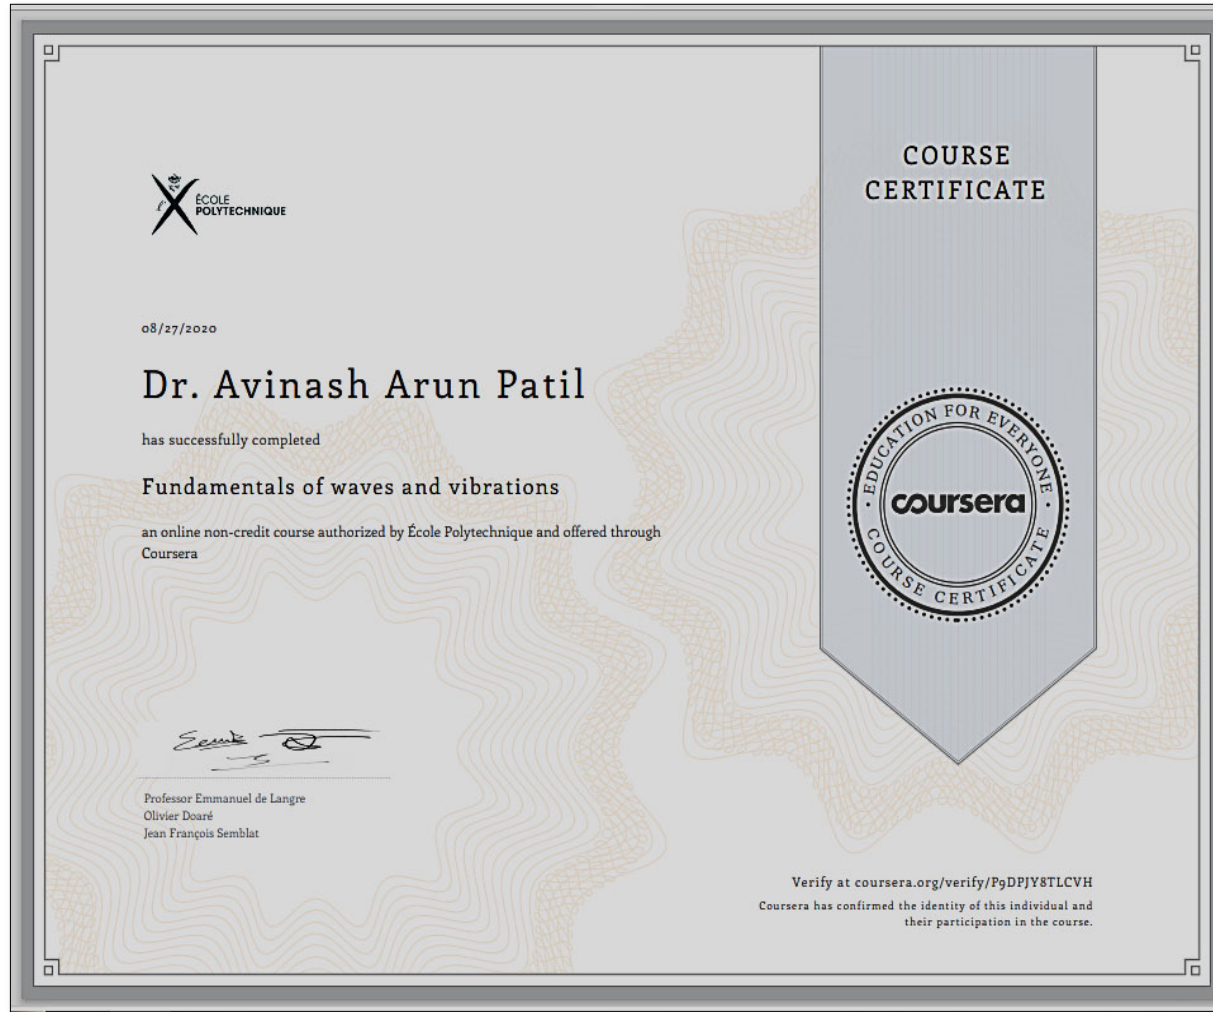 COURSE
CERTIFICATE
ÉCOLE
POLYTECHNIQUE
08/27/2020
Dr. Avinash Arun Patil
has successfully completed
Fundamentals of waves and vibrations
an online non-credit course authorized by École Polytechnique and offered through
Coursera
EDUCATION FOR EVERYONE
coursera
COURSE CERTIFICATE
Professor Emmanuel de Langre
Olivier Doaré
Jean François Semblat
Verify at coursera.org/verify/P9DPJY8TLCVH
Coursera has confirmed the identity of this individual and
their participation in the course.